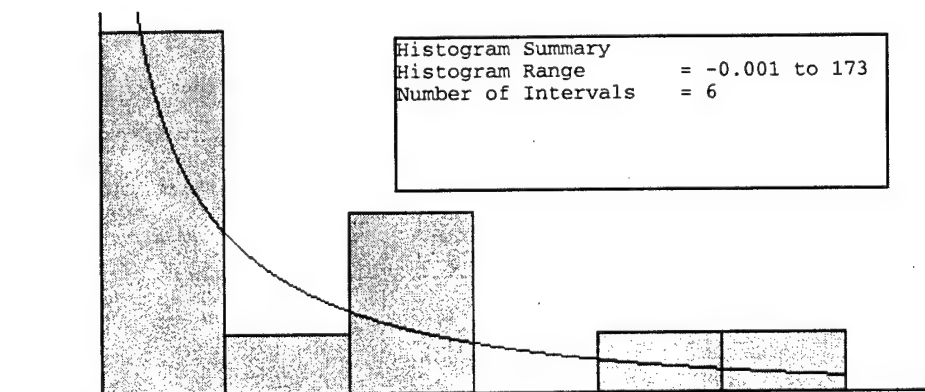 Histogram Summary
Histogram Range = -0.001 to 173
Number of Intervals = 6